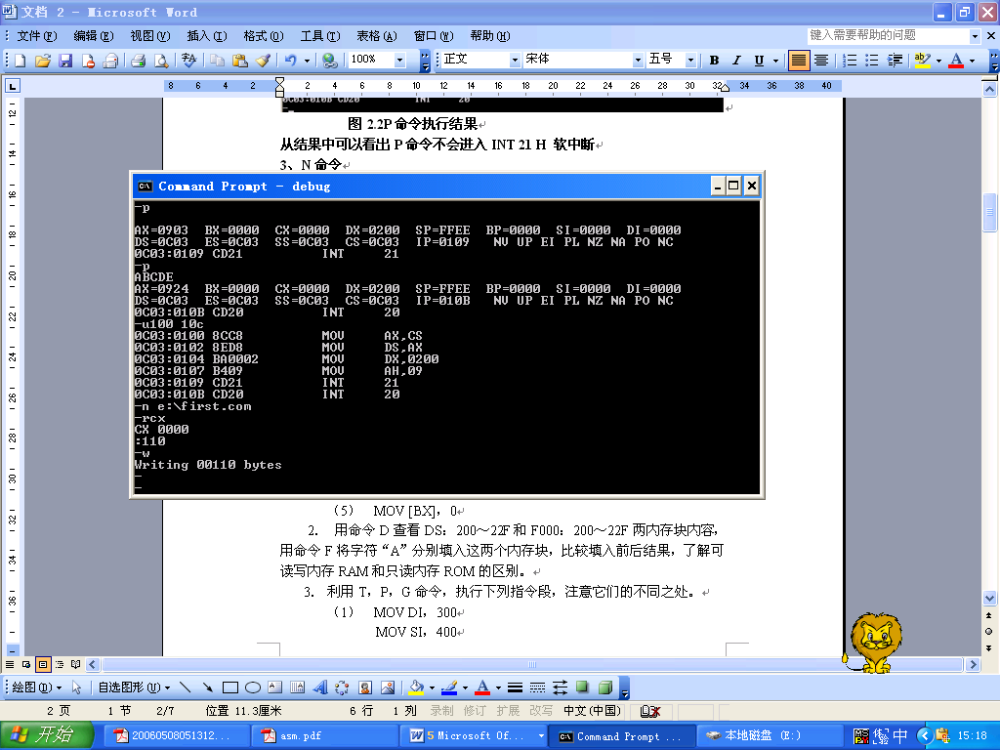 文档 2 - Microsoft Word
文件(F) 编辑(E) 视图(V) 插入(I) 格式(O) 工具(T) 表格(A) 窗口(W) 帮助(H) 键入需要帮助的问题
100% 正文 宋体 五号 B I U
8 6 4 2 2 4 6 8 10 12 14 16 18 20 22 24 26 28 30 32 34 36 38 40
0C03:010B CD20 INT 20
图 2.2P 命令执行结果
从结果中可以看出 P 命令不会进入 INT 21 H 软中断
3、N 命令
Command Prompt - debug
-p
AX=0903 BX=0000 CX=0000 DX=0200 SP=FFEE BP=0000 SI=0000 DI=0000
DS=0C03 ES=0C03 SS=0C03 CS=0C03 IP=0109 NV UP EI PL NZ NA PO NC
0C03:0109 CD21 INT 21
-p
ABCDE
AX=0924 BX=0000 CX=0000 DX=0200 SP=FFEE BP=0000 SI=0000 DI=0000
DS=0C03 ES=0C03 SS=0C03 CS=0C03 IP=010B NV UP EI PL NZ NA PO NC
0C03:010B CD20 INT 20
-u100 10c
0C03:0100 8CC8 MOV AX,CS
0C03:0102 8ED8 MOV DS,AX
0C03:0104 BA0002 MOV DX,0200
0C03:0107 B409 MOV AH,09
0C03:0109 CD21 INT 21
0C03:010B CD20 INT 20
-n e:\first.com
-rcx
CX 0000
:110
-w
Writing 00110 bytes
-
(5) MOV [BX]，0
2. 用命令 D 查看 DS：200～22F 和 F000：200～22F 两内存块内容，
用命令 F 将字符“A”分别填入这两个内存块，比较填入前后结果，了解可
读写内存 RAM 和只读内存 ROM 的区别。
3. 利用 T，P，G 命令，执行下列指令段，注意它们的不同之处。
(1) MOV DI，300
MOV SI，400
绘图(D) 自选图形(U)
2 页 1 节 2/7 位置 11.3厘米 6 行 1 列 录制 修订 扩展 改写 中文(中国)
开始 20060508051312... asm.pdf 5 Microsoft Of... Command Prompt ... 本地磁盘 (E:) 中 15:18